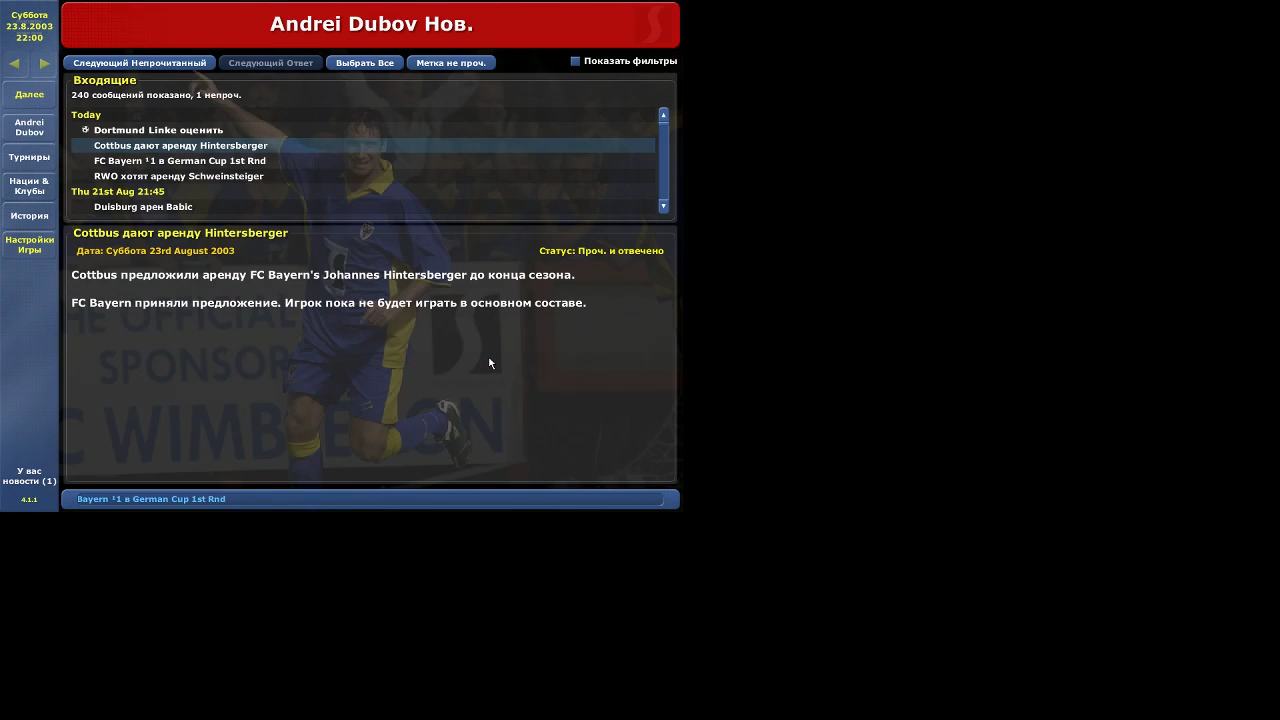 Суббота
23.8.2003
22:00
Далее
Andrei
Dubov
Турниры
Нации &
Клубы
История
Настройки
Игры
У вас
новости (1)
4.1.1
Andrei Dubov Нов.
Следующий Непрочитанный
Следующий Ответ
Выбрать Все
Метка не проч.
Показать фильтры
Входящие
240 сообщений показано, 1 непроч.
Today
Dortmund Linke оценить
Cottbus дают аренду Hintersberger
FC Bayern ¹1 в German Cup 1st Rnd
RWO хотят аренду Schweinsteiger
Thu 21st Aug 21:45
Duisburg арен Babic
Cottbus дают аренду Hintersberger
Дата: Суббота 23rd August 2003
Статус: Проч. и отвечено
Cottbus предложили аренду FC Bayern's Johannes Hintersberger до конца сезона.
FC Bayern приняли предложение. Игрок пока не будет играть в основном составе.
HE OFFICIAL
SPONSOR
C WIMBLEDON
Bayern ¹1 в German Cup 1st Rnd